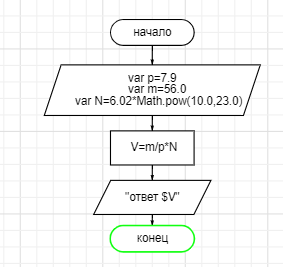 начало
var p=7.9
var m=56.0
var N=6.02*Math.pow(10.0,23.0)
V=m/p*N
"ответ $V"
конец